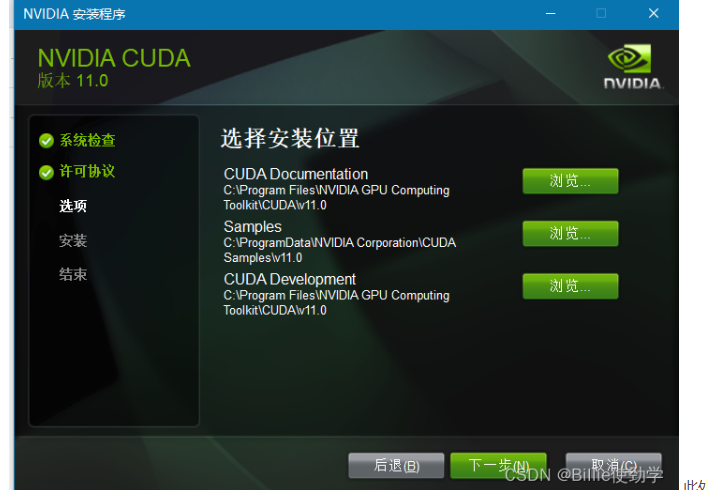 NVIDIA 安装程序
NVIDIA CUDA
版本 11.0
NVIDIA.
系统检查
许可协议
选项
安装
结束
选择安装位置
CUDA Documentation
C:\Program Files\NVIDIA GPU Computing
Toolkit\CUDA\v11.0
浏览...
Samples
C:\ProgramData\NVIDIA Corporation\CUDA
Samples\v11.0
浏览...
CUDA Development
C:\Program Files\NVIDIA GPU Computing
Toolkit\CUDA\v11.0
浏览...
后退(B)
下一步(N)
取消(C)
CSDN @Billie使劲学